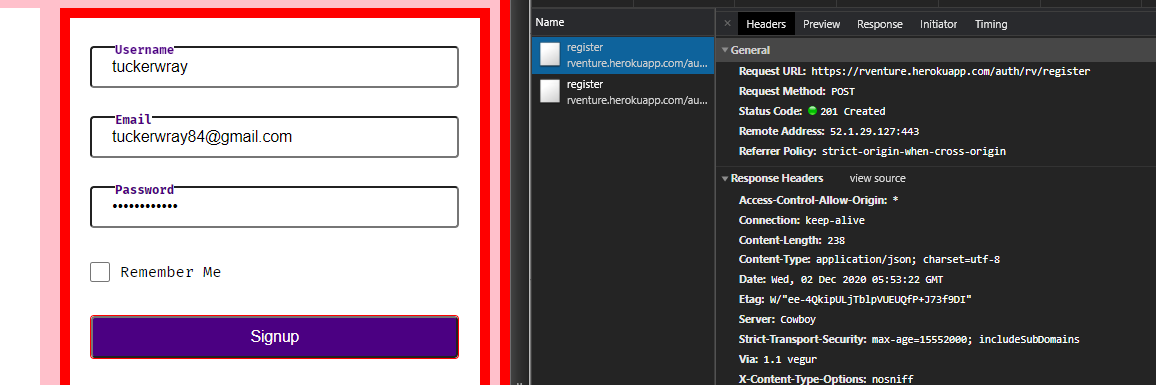 Username
tuckerwray
Email
tuckerwray84@gmail.com
Password
••••••••••••
Remember Me
Signup
Name
register
rventure.herokuapp.com/au...
register
rventure.herokuapp.com/au...
× Headers Preview Response Initiator Timing
General
Request URL: https://rventure.herokuapp.com/auth/rv/register
Request Method: POST
Status Code: 201 Created
Remote Address: 52.1.29.127:443
Referrer Policy: strict-origin-when-cross-origin
Response Headers view source
Access-Control-Allow-Origin: *
Connection: keep-alive
Content-Length: 238
Content-Type: application/json; charset=utf-8
Date: Wed, 02 Dec 2020 05:53:22 GMT
Etag: W/"ee-4QkipULjTblpVUEUQfP+J73f9DI"
Server: Cowboy
Strict-Transport-Security: max-age=15552000; includeSubDomains
Via: 1.1 vegur
X-Content-Type-Options: nosniff